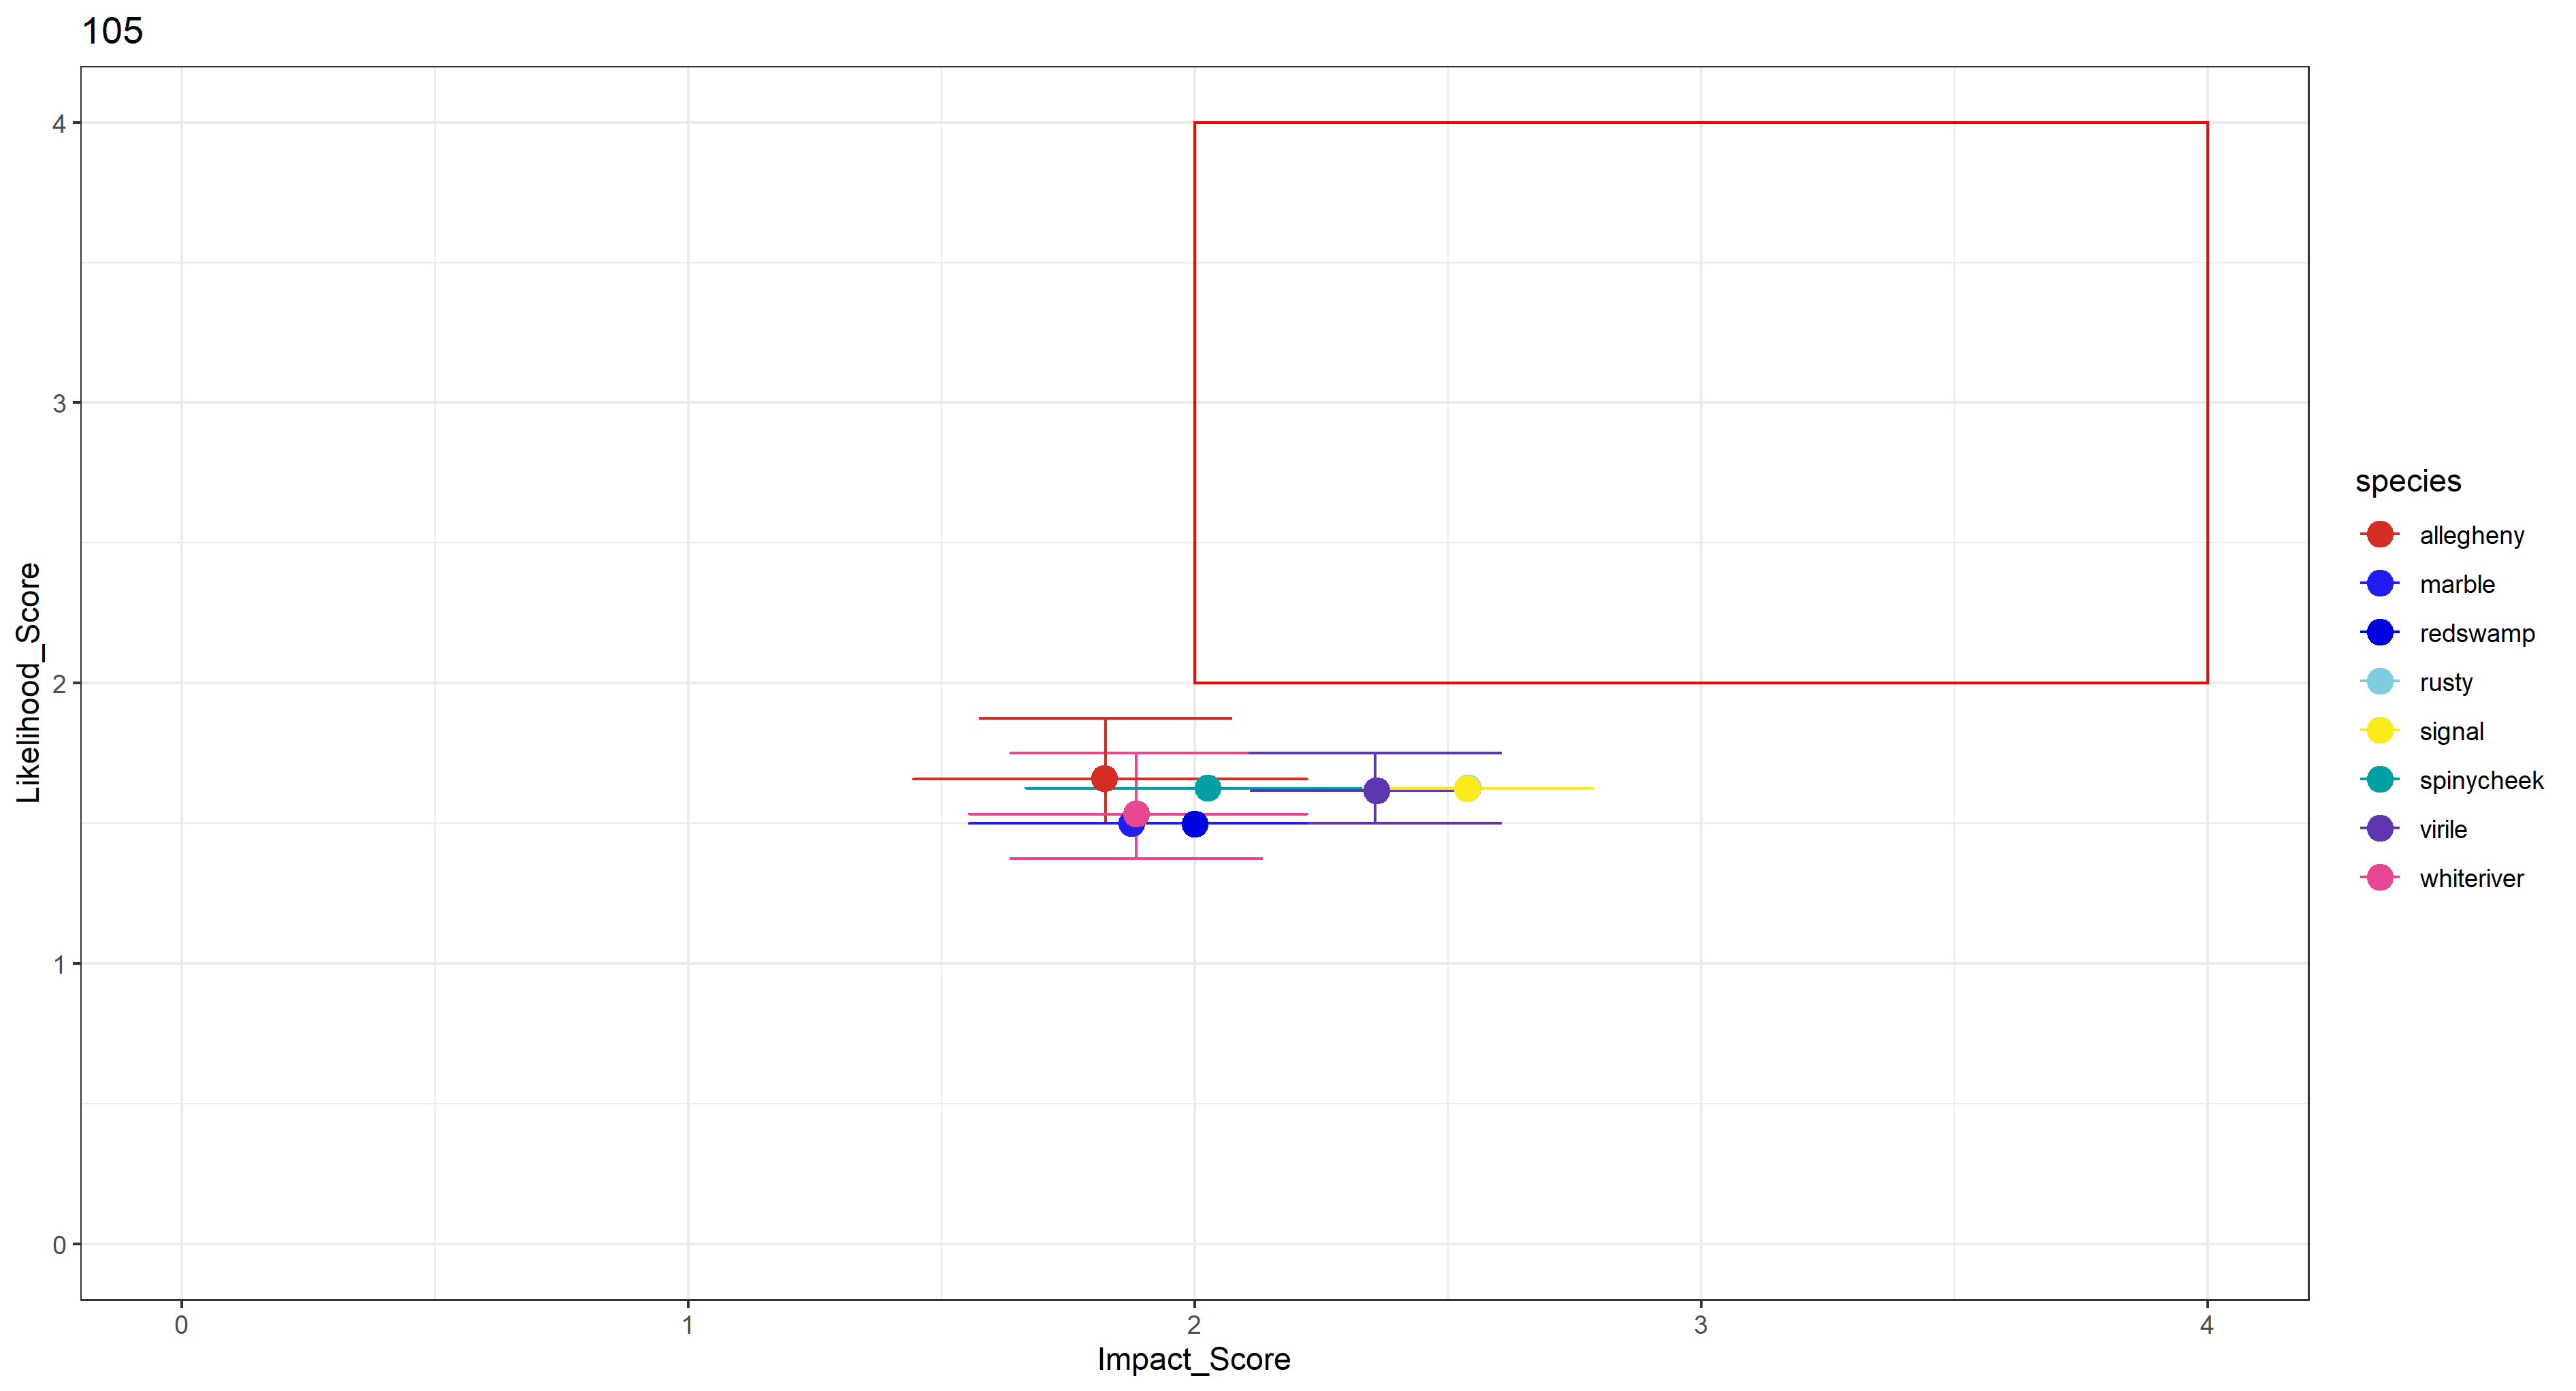 105
4
3
2
1
0
Likelihood_Score
0 1 2 3 4
Impact_Score
species
allegheny
marble
redswamp
rusty
signal
spinycheek
virile
whiteriver